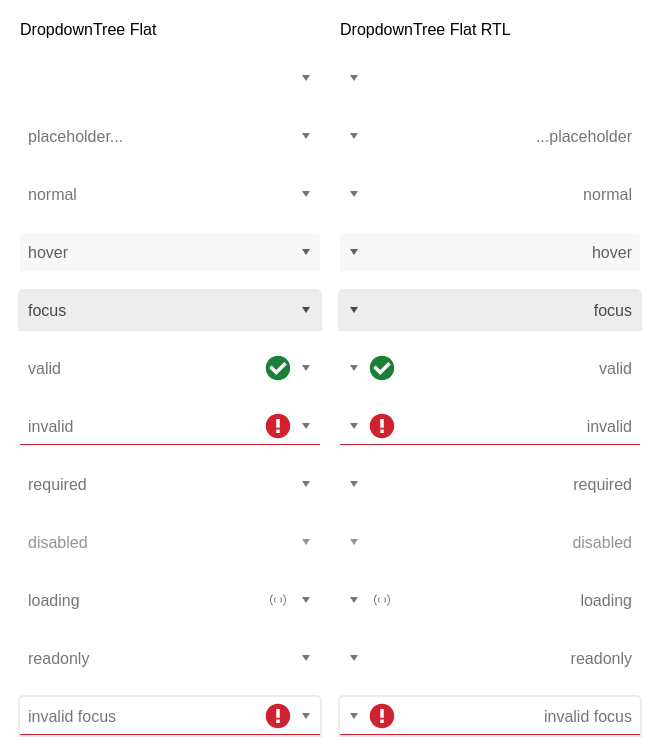 DropdownTree Flat
DropdownTree Flat RTL
placeholder...
...placeholder
normal
normal
hover
hover
focus
focus
valid
valid
invalid
invalid
required
required
disabled
disabled
loading
loading
readonly
readonly
invalid focus
invalid focus